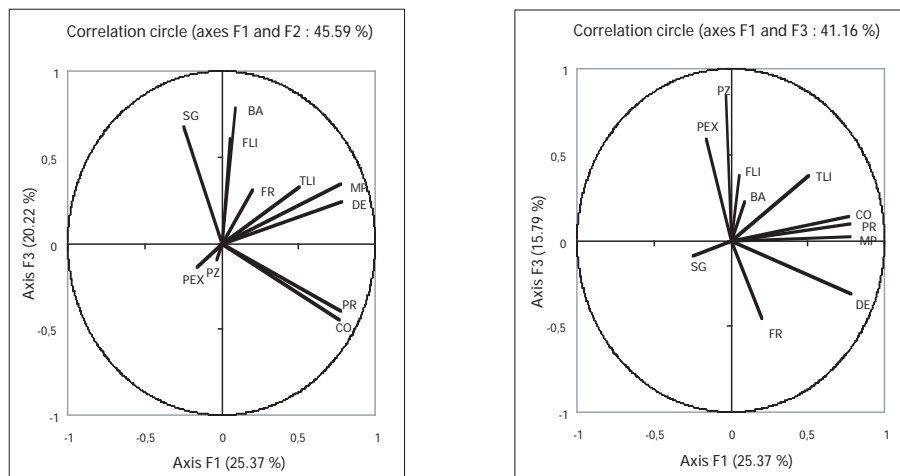 Correlation circle (axes F1 and F2 : 45.59 %)
1
SG
BA
FLI
0,5
FR
TLI
MP
DE
Axis F3 (20.22 %)
0
PEX
PZ
PR
CO
-0,5
-1
-1
-0,5
0
0,5
1
Axis F1 (25.37 %)
Correlation circle (axes F1 and F3 : 41.16 %)
1
PZ
PEX
0,5
FLI
TLI
BA
CO
PR
MP
Axis F3 (15.79 %)
0
SG
DE
FR
-0,5
-1
-1
-0,5
0
0,5
1
Axis F1 (25.37 %)